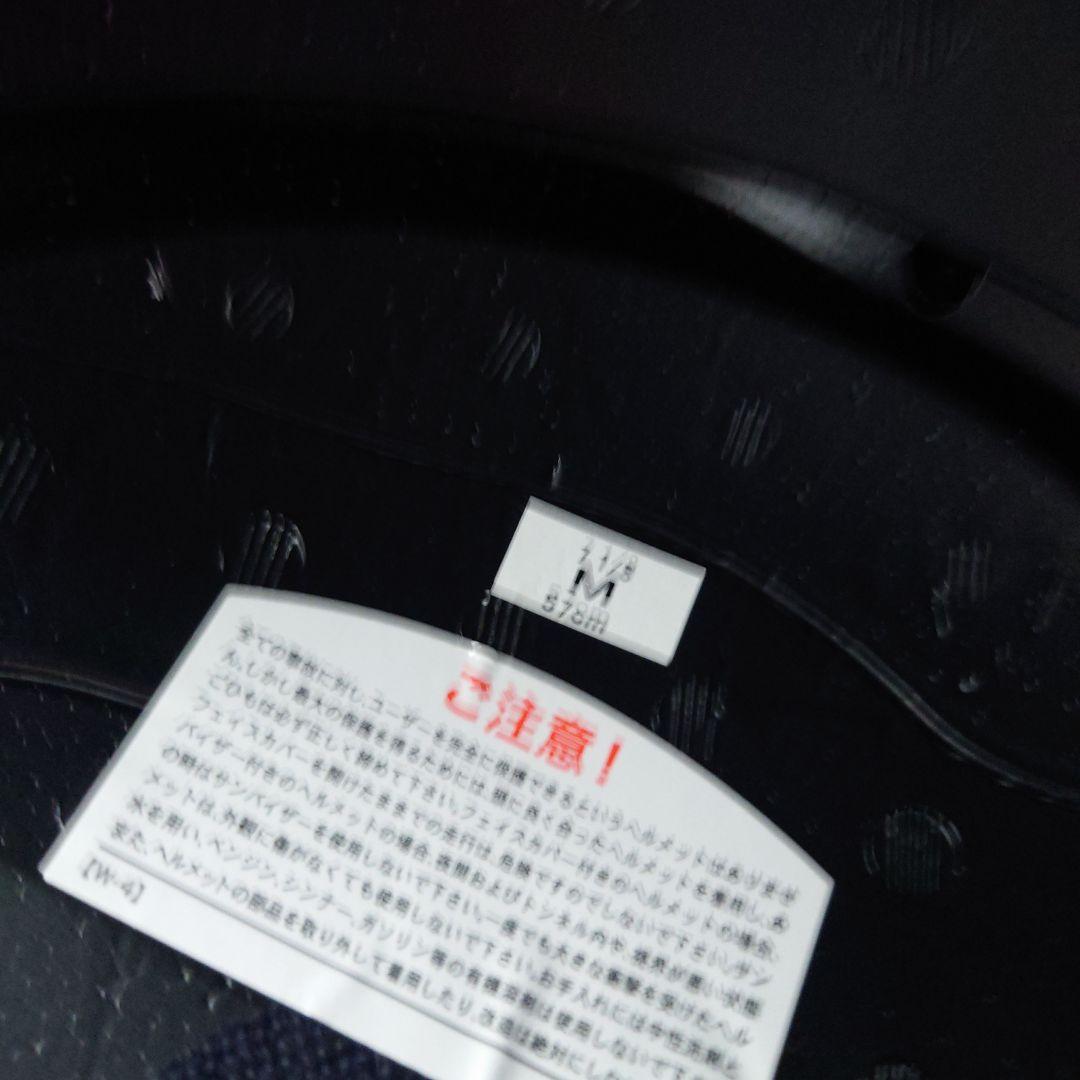 7 1/8
M
57cm
ご注意!
全ての事故に対し、ユーザーを完全に保護できるというヘルメットはありませ
ん。しかし最大の保護を得るためには、頭に良く合ったヘルメットを着用し、あ
ごひもは必ず正しく締めて下さい。フェイスカバー付きのヘルメットの場合、
フェイスカバーを開けたままでの走行は、危険ですのでしないで下さい。サン
バイザー付きのヘルメットの場合、夜間およびトンネル内や、視界が悪い状態
の時はサンバイザーを使用しないで下さい。一度でも大きな衝撃を受けたヘル
メットは、外観に傷がなくても使用しないで下さい。お手入れには中性洗剤と
水を用い、ベンジン、シンナー、ガソリン等の有機溶剤は使用しないで下さ
また、ヘルメットの部品を取り外して着用したり、改造は絶対にしな
[W-4]